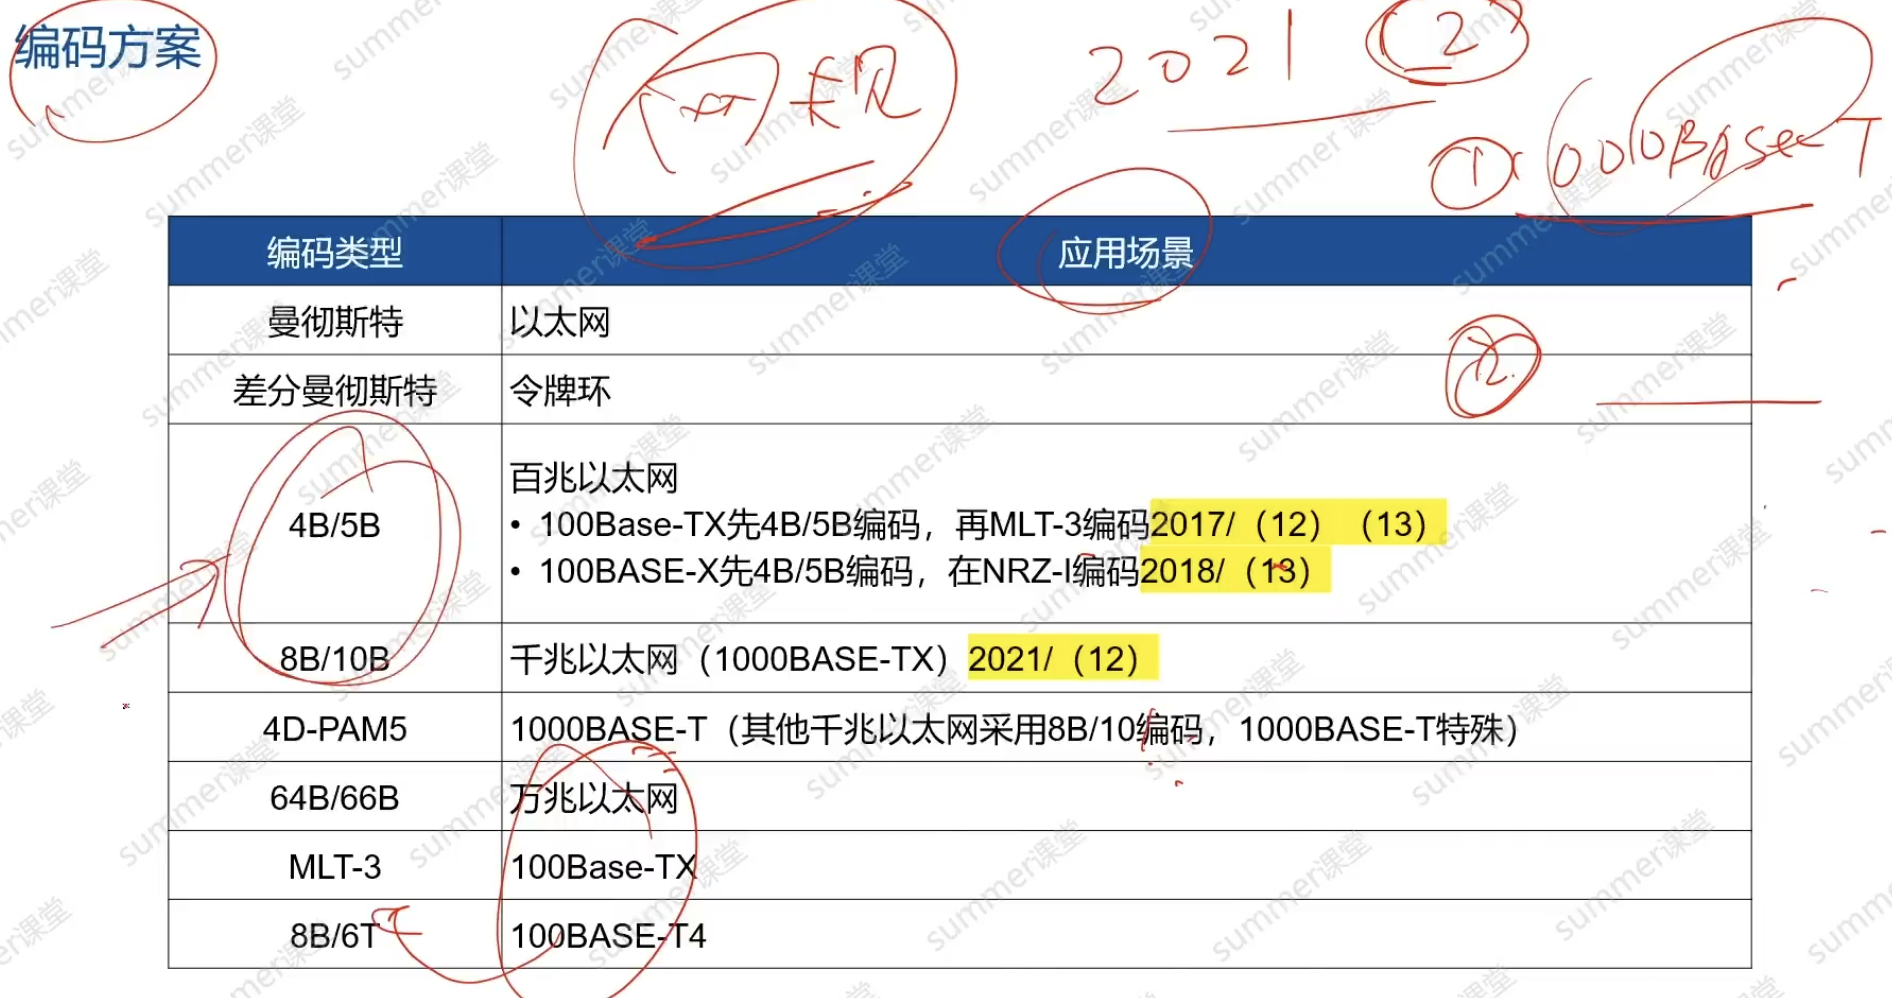 编码方案
2021 (2)
① 1000Base-T
编码类型 应用场景
曼彻斯特 以太网
差分曼彻斯特 令牌环
②
4B/5B 百兆以太网
• 100Base-TX先4B/5B编码，再MLT-3编码2017/（12）（13）
• 100BASE-X先4B/5B编码，在NRZ-I编码2018/（13）
8B/10B 千兆以太网（1000BASE-TX）2021/（12）
4D-PAM5 1000BASE-T（其他千兆以太网采用8B/10编码，1000BASE-T特殊）
64B/66B 万兆以太网
MLT-3 100Base-TX
8B/6T 100BASE-T4
summer课堂